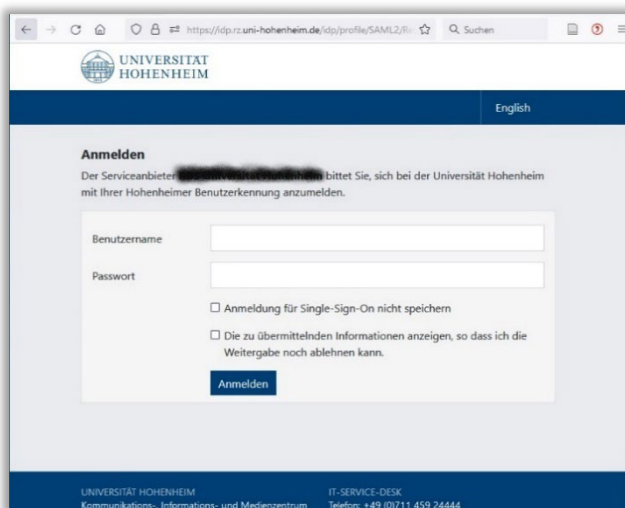 https://idp.rz.uni-hohenheim.de/idp/profile/SAML2/Re
Suchen
UNIVERSITÄT
HOHENHEIM
English
Anmelden
Der Serviceanbieter bittet Sie, sich bei der Universität Hohenheim
mit Ihrer Hohenheimer Benutzerkennung anzumelden.
Benutzername
Passwort
Anmeldung für Single-Sign-On nicht speichern
Die zu übermittelnden Informationen anzeigen, so dass ich die
Weitergabe noch ablehnen kann.
Anmelden
UNIVERSITÄT HOHENHEIM
Kommunikations-, Informations- und Medienzentrum
IT-SERVICE-DESK
Telefon: +49 (0)711 459 24444